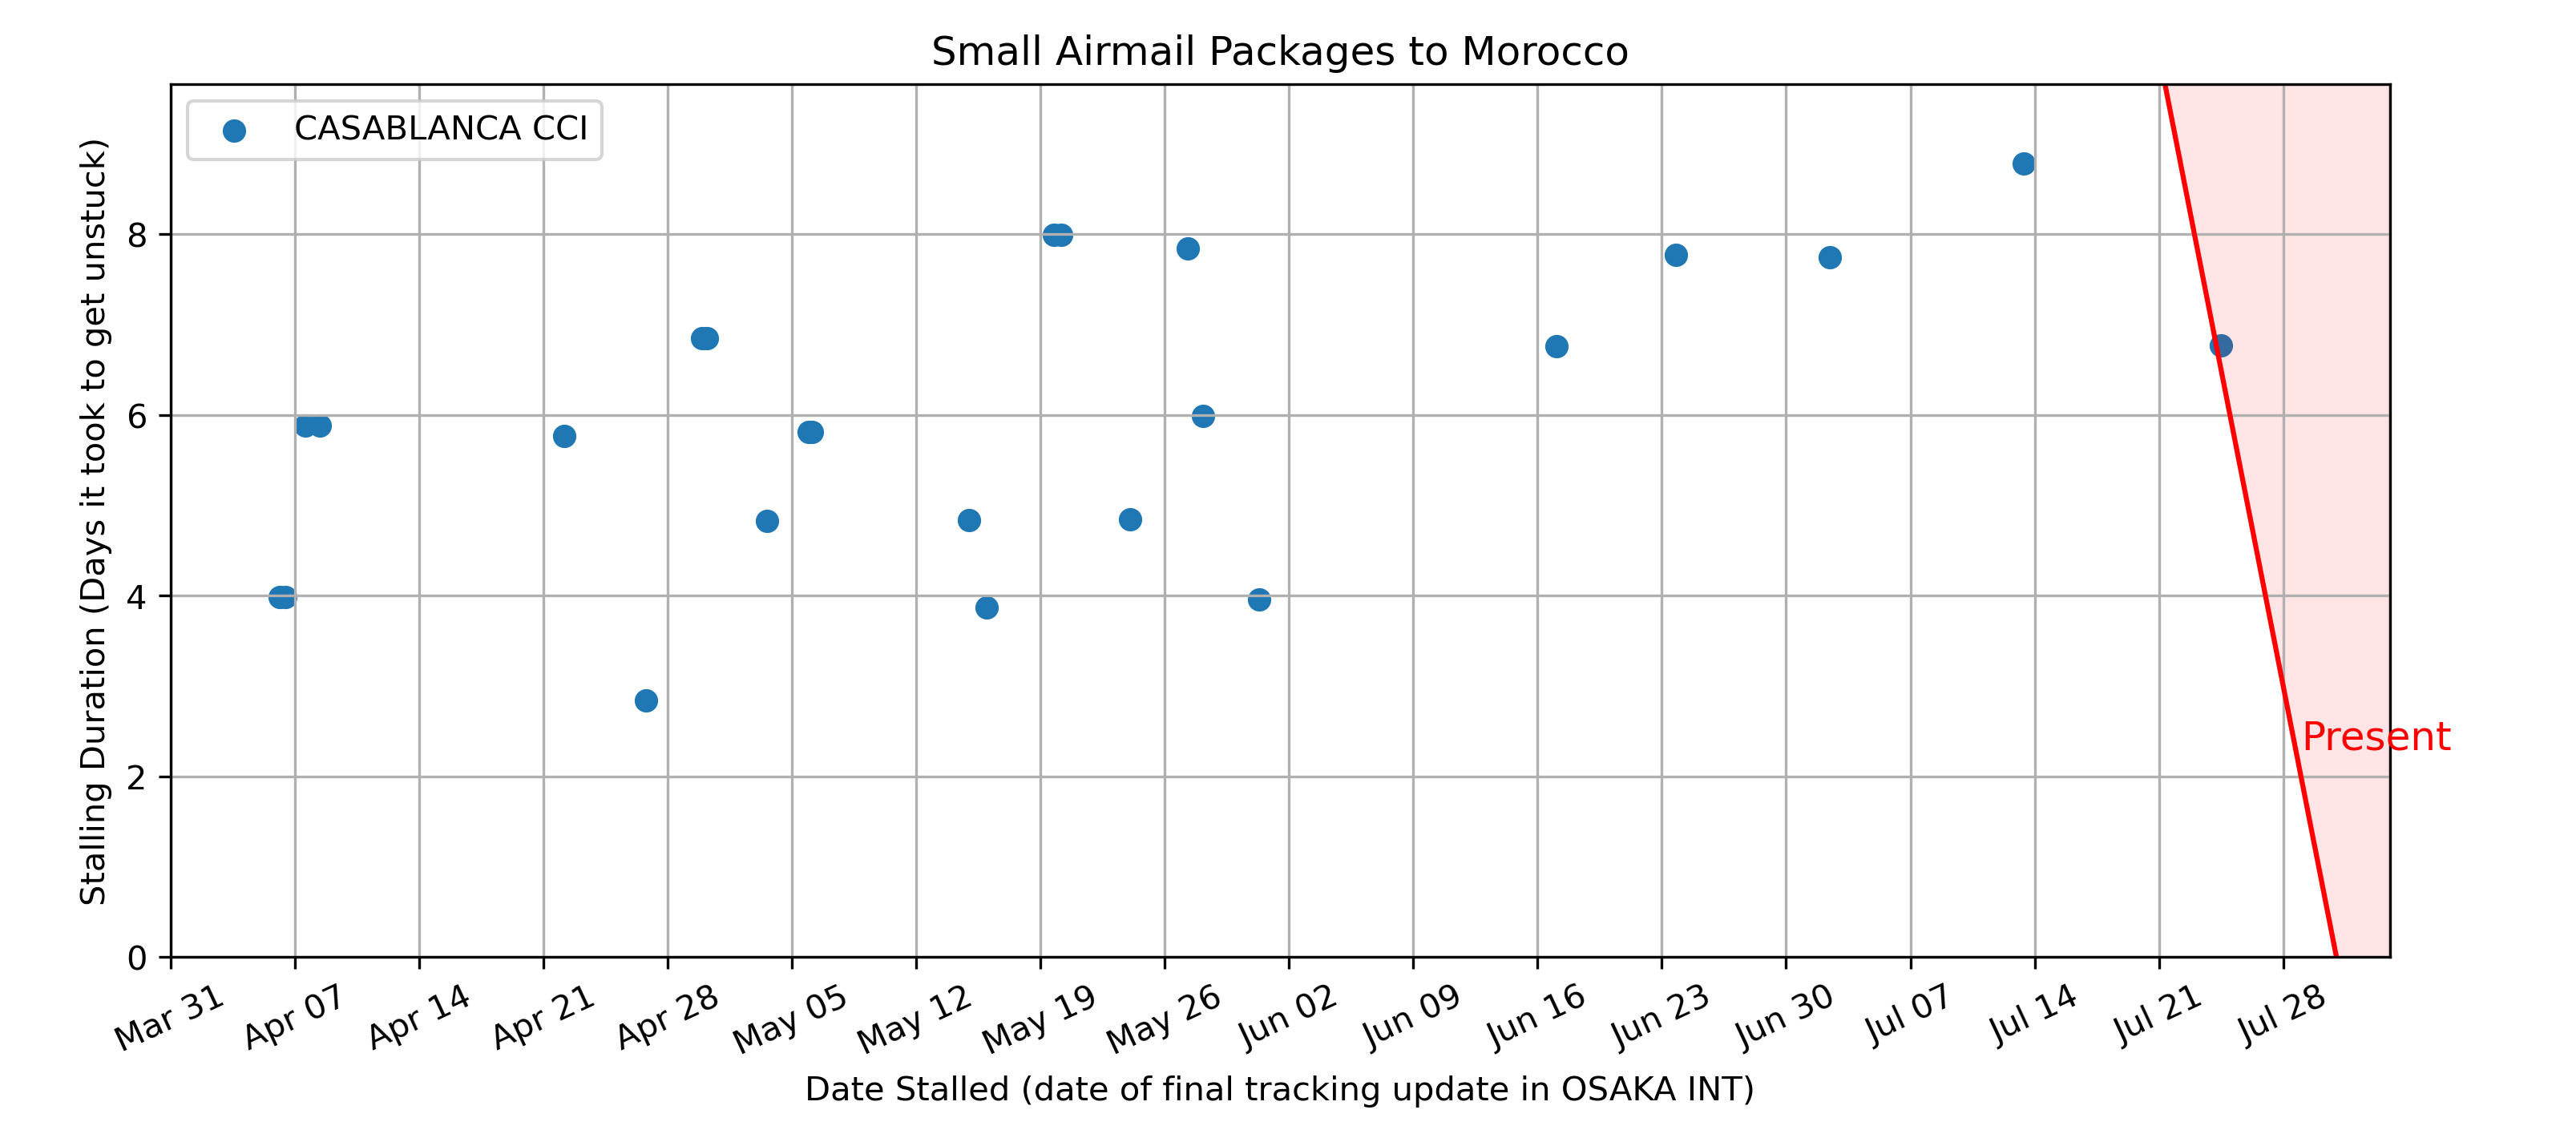 Small Airmail Packages to Morocco
CASABLANCA CCI
Stalling Duration (Days it took to get unstuck)
8
6
4
2
0
Present
Mar 31
Apr 07
Apr 14
Apr 21
Apr 28
May 05
May 12
May 19
May 26
Jun 02
Jun 09
Jun 16
Jun 23
Jun 30
Jul 07
Jul 14
Jul 21
Jul 28
Date Stalled (date of final tracking update in OSAKA INT)